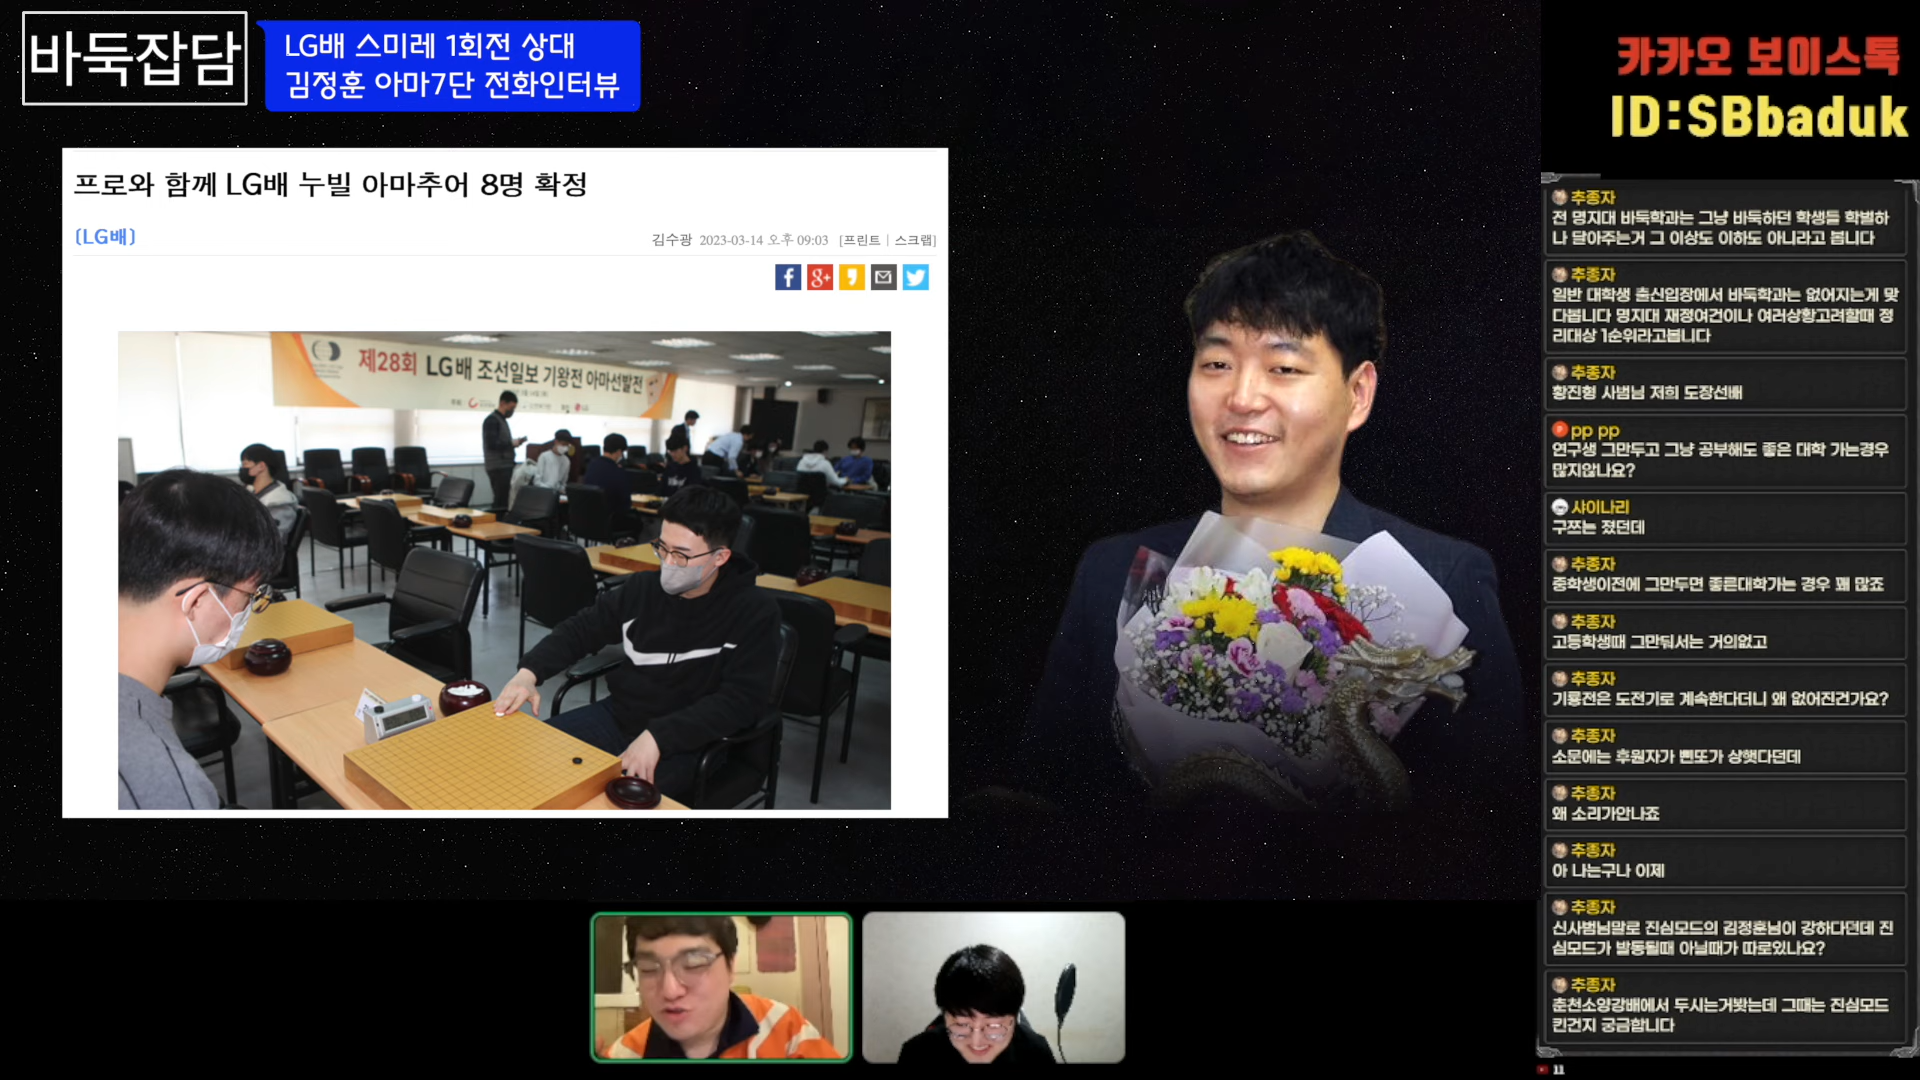 바둑잡담
LG배 스미레 1회전 상대
김정훈 아마7단 전화인터뷰
카카오 보이스톡
ID:SBbaduk
프로와 함께 LG배 누빌 아마추어 8명 확정
[LG배]
김수광 2023-03-14 오후 09:03 [프린트 | 스크랩]
제28회 LG배 조선일보 기왕전 아마선발전
추종자
전 명지대 바둑학과는 그냥 바둑하던 학생들 학벌하
나 달아주는거 그 이상도 이하도 아니라고 봅니다
추종자
일반 대학생 출신입장에서 바둑학과는 없어지는게 맞
다봅니다 명지대 재정여건이나 여러상황고려할때 정
리대상 1순위라고봅니다
추종자
황진형 사범님 저희 도장선배
pp pp
연구생 그만두고 그냥 공부해도 좋은 대학 가는경우
많지않나요?
샤이나리
구쯔는 졌던데
추종자
중학생이전에 그만두면 좋른대학가는 경우 꽤 많죠
추종자
고등학생때 그만둬서는 거의없고
추종자
기룡전은 도전기로 계속한다더니 왜 없어진건가요?
추종자
소문에는 후원자가 삔또가 상햇다던데
추종자
왜 소리가안나죠
추종자
아 나는구나 이제
추종자
신사범님말로 진심모드의 김정훈님이 강하다던데 진
심모드가 발동될때 아닐때가 따로있나요?
추종자
춘천소양강배에서 두시는거봣는데 그때는 진심모드
킨건지 궁금합니다
11